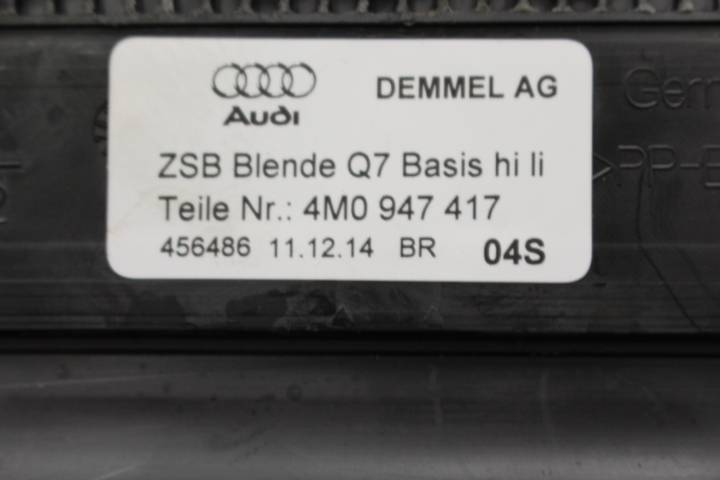 Audi DEMMEL AG
ZSB Blende Q7 Basis hi li
Teile Nr.: 4M0 947 417
456486 11.12.14 BR 04S